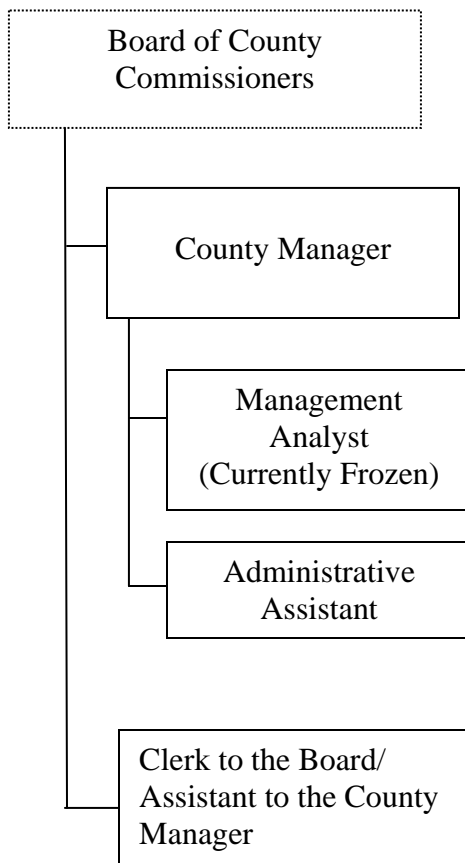 Board of County
Commissioners
County Manager
Management
Analyst
(Currently Frozen)
Administrative
Assistant
Clerk to the Board/
Assistant to the County
Manager